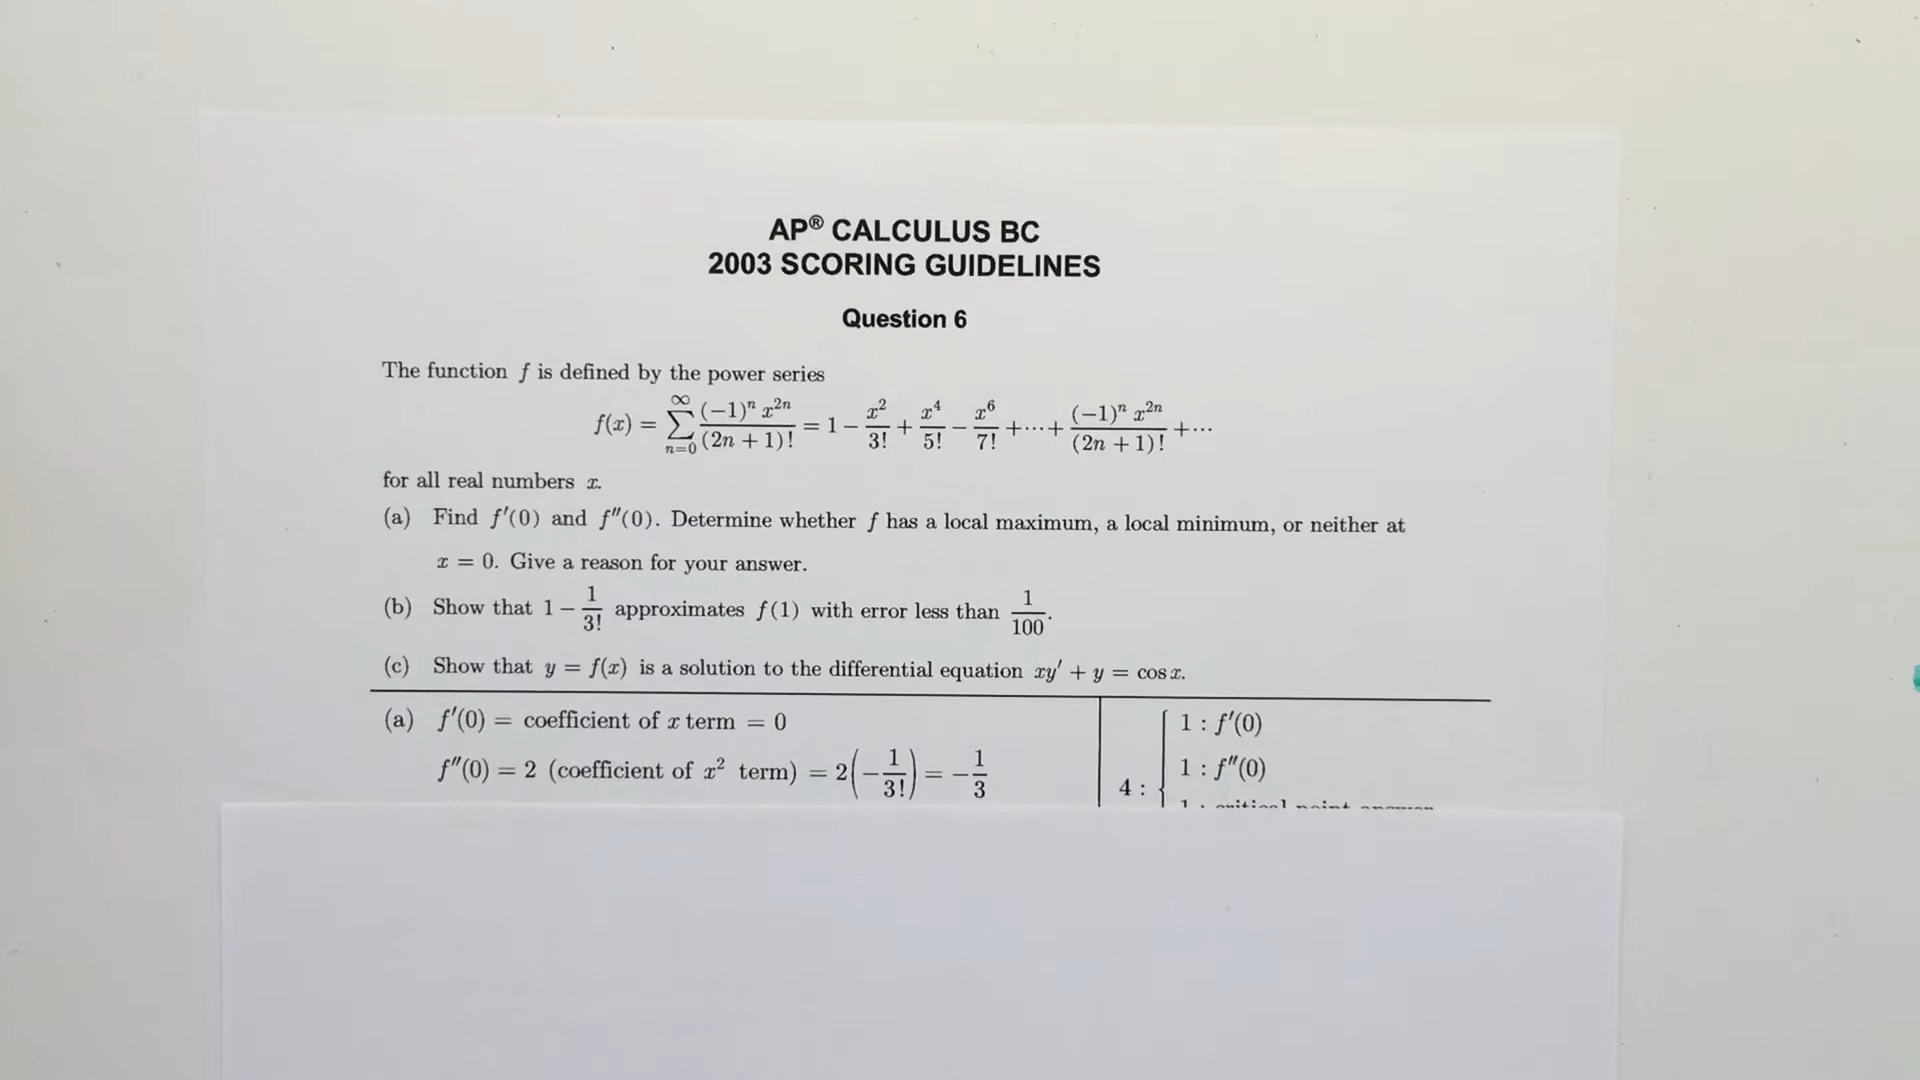 AP® CALCULUS BC
2003 SCORING GUIDELINES
Question 6
The function f is defined by the power series
f(x) = ∑_{n=0}^{∞} (−1)^n x^{2n} / (2n + 1)! = 1 − x²/3! + x⁴/5! − x⁶/7! + ⋯ + (−1)^n x^{2n} / (2n + 1)! + ⋯
for all real numbers x.
(a) Find f′(0) and f″(0). Determine whether f has a local maximum, a local minimum, or neither at
x = 0. Give a reason for your answer.
(b) Show that 1 − 1/3! approximates f(1) with error less than 1/100.
(c) Show that y = f(x) is a solution to the differential equation xy′ + y = cos x.
(a) f′(0) = coefficient of x term = 0
f″(0) = 2 (coefficient of x² term) = 2(−1/3!) = −1/3
4 :
1 : f′(0)
1 : f″(0)